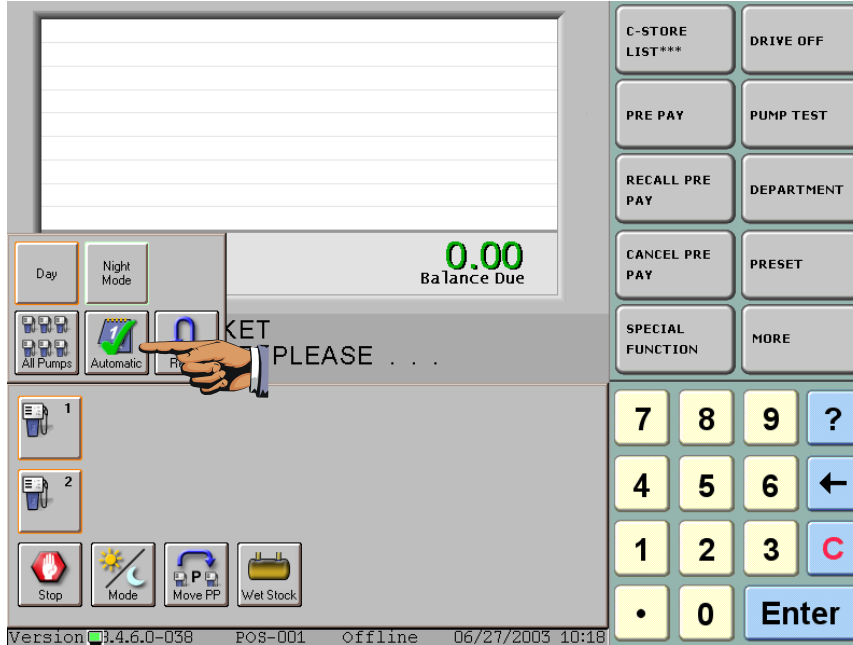 C-STORE
LIST***
DRIVE OFF
PRE PAY
PUMP TEST
RECALL PRE
PAY
DEPARTMENT
0.00
Balance Due
CANCEL PRE
PAY
PRESET
Day
Night
Mode
SPECIAL
FUNCTION
MORE
All Pumps
1
Automatic
KET
PLEASE . . .
1
2
7 8 9 ?
4 5 6 ←
1 2 3 C
• 0 Enter
Stop
Mode
P
Move PP
Wet Stock
Version 3.4.6.0-038 POS-001 Offline 06/27/2003 10:18